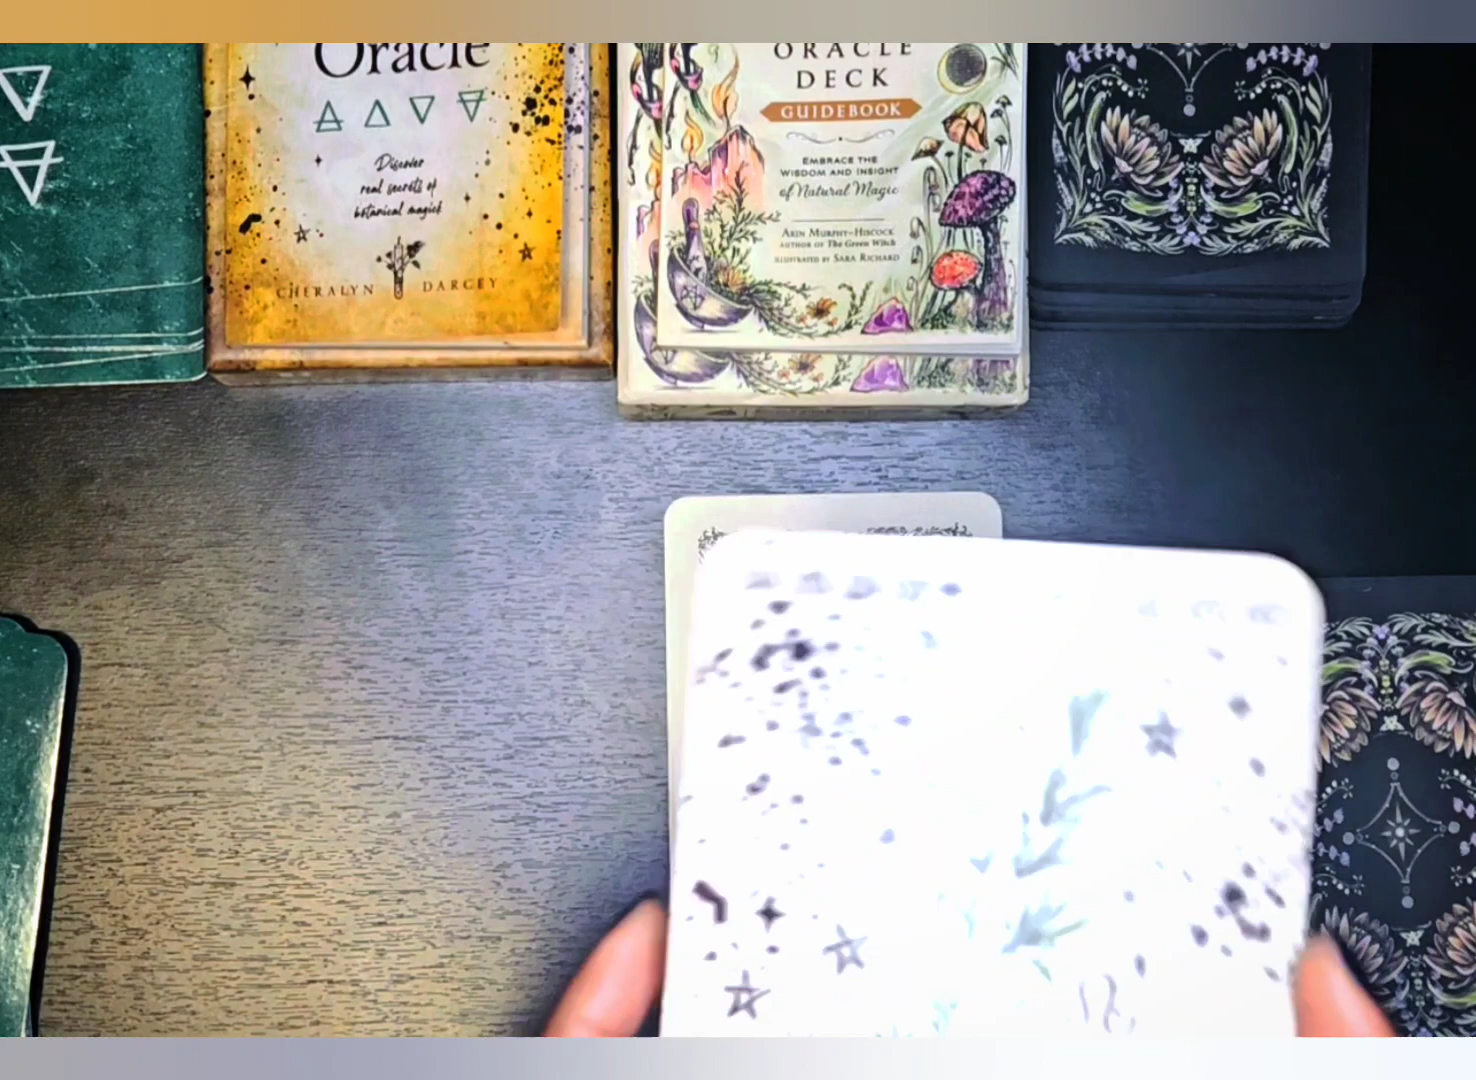 Oracle
Discover
real secrets of
botanical magick
CHERALYN DARCEY
ORACLE
DECK
GUIDEBOOK
EMBRACE THE
WISDOM AND INSIGHT
of Natural Magic
ARIN MURPHY-HISCOCK
AUTHOR OF The Green Witch
ILLUSTRATED BY SARA RICHARD